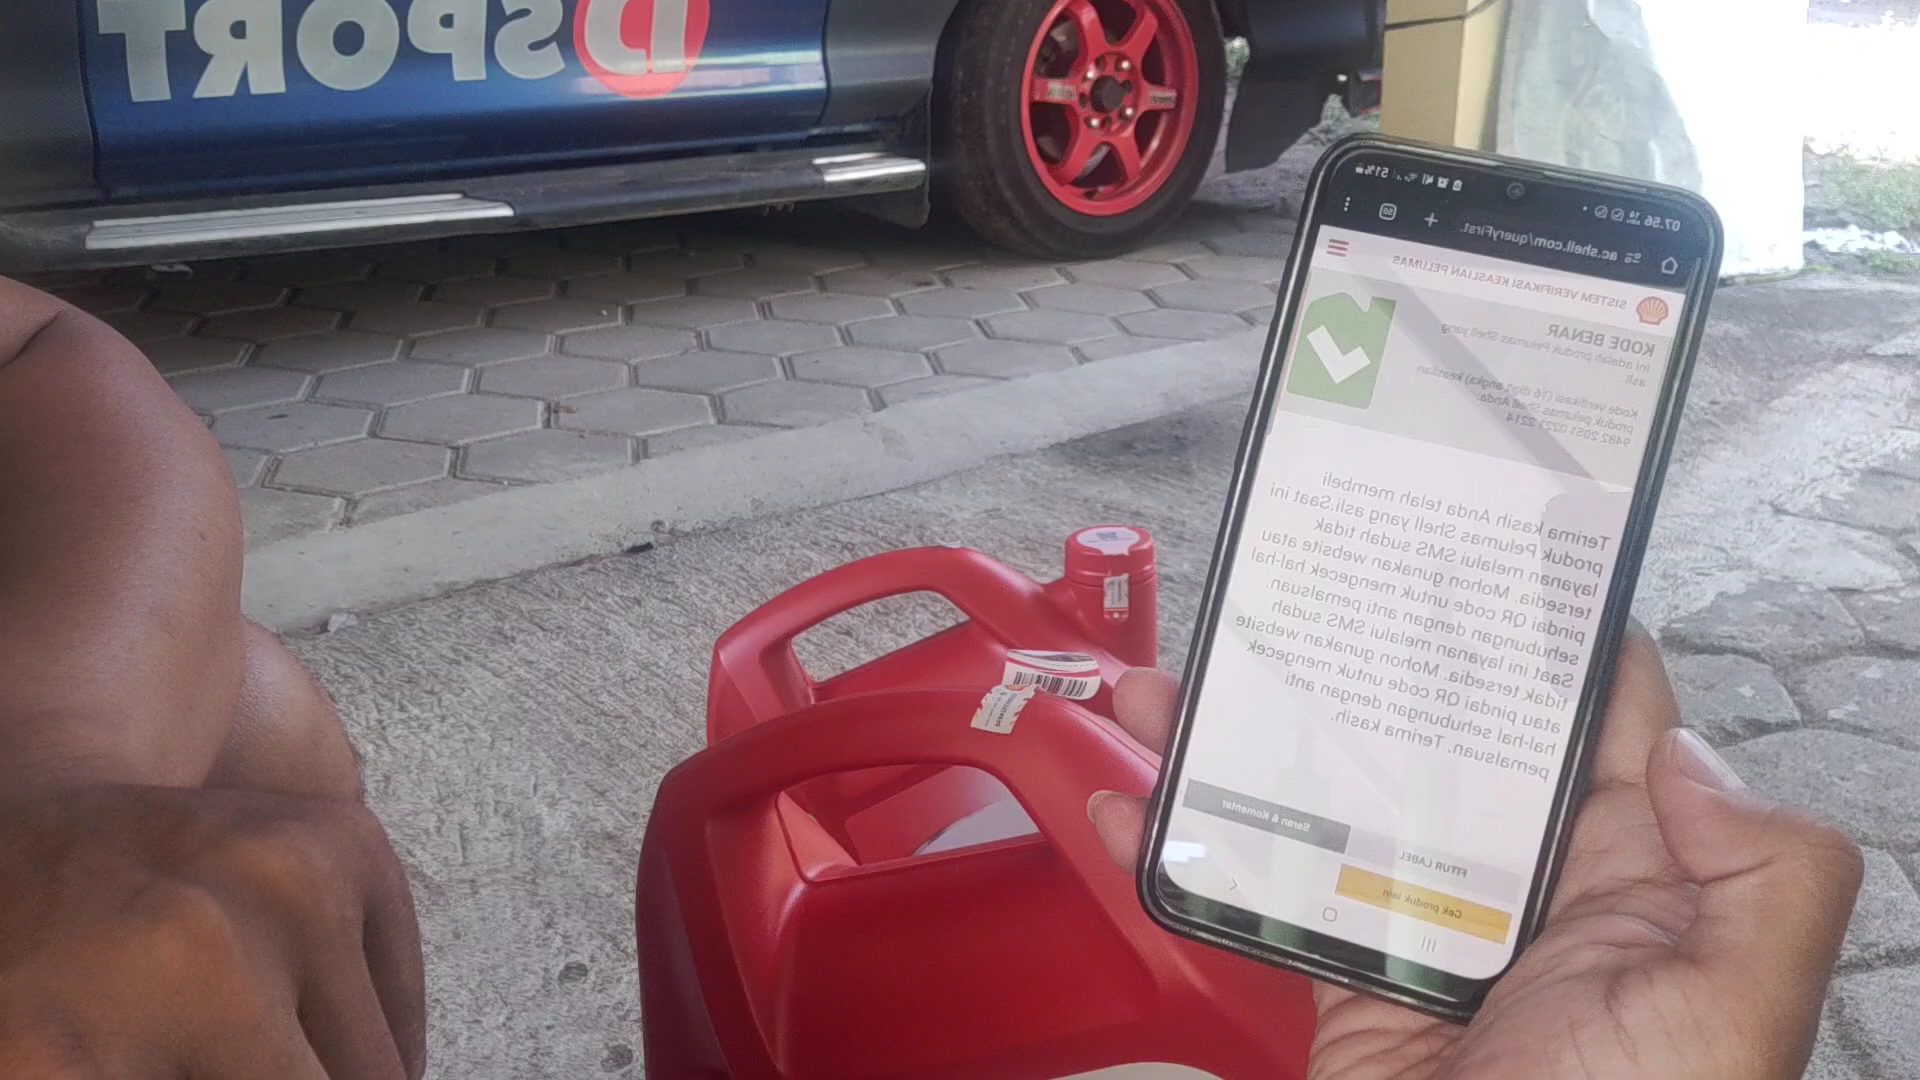 DSPORT
07.56
51%
ac.shell.com/queryFirst.
50
SISTEM VERIFIKASI KEASLIAN PELUMAS
KODE BENAR
Ini adalah produk Pelumas Shell yang
asli.
Kode verifikasi (16 digit angka) keaslian
produk pelumas Shell Anda:
9482 2051 0221 2214
Terima kasih Anda telah membeli
produk Pelumas Shell yang asli.Saat ini
layanan melalui SMS sudah tidak
tersedia. Mohon gunakan website atau
pindai QR code untuk mengecek hal-hal
sehubungan dengan anti pemalsuan.
Saat ini layanan melalui SMS sudah
tidak tersedia. Mohon gunakan website
atau pindai QR code untuk mengecek
hal-hal sehubungan dengan anti
pemalsuan. Terima kasih.
Saran & Komentar
FITUR LABEL
Cek produk lain